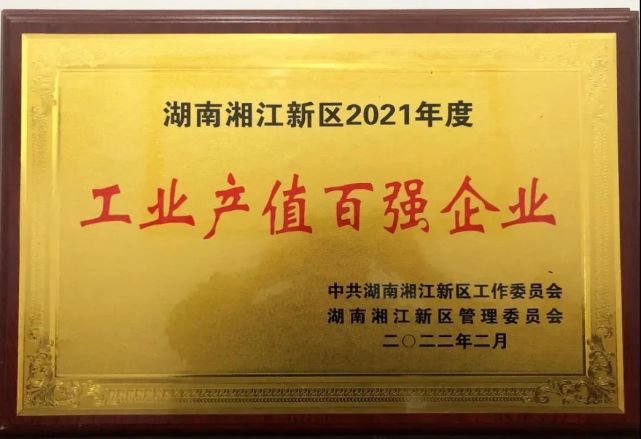 湖南湘江新区2021年度
工业产值百强企业
中共湖南湘江新区工作委员会
湖南湘江新区管理委员会
二〇二二年二月